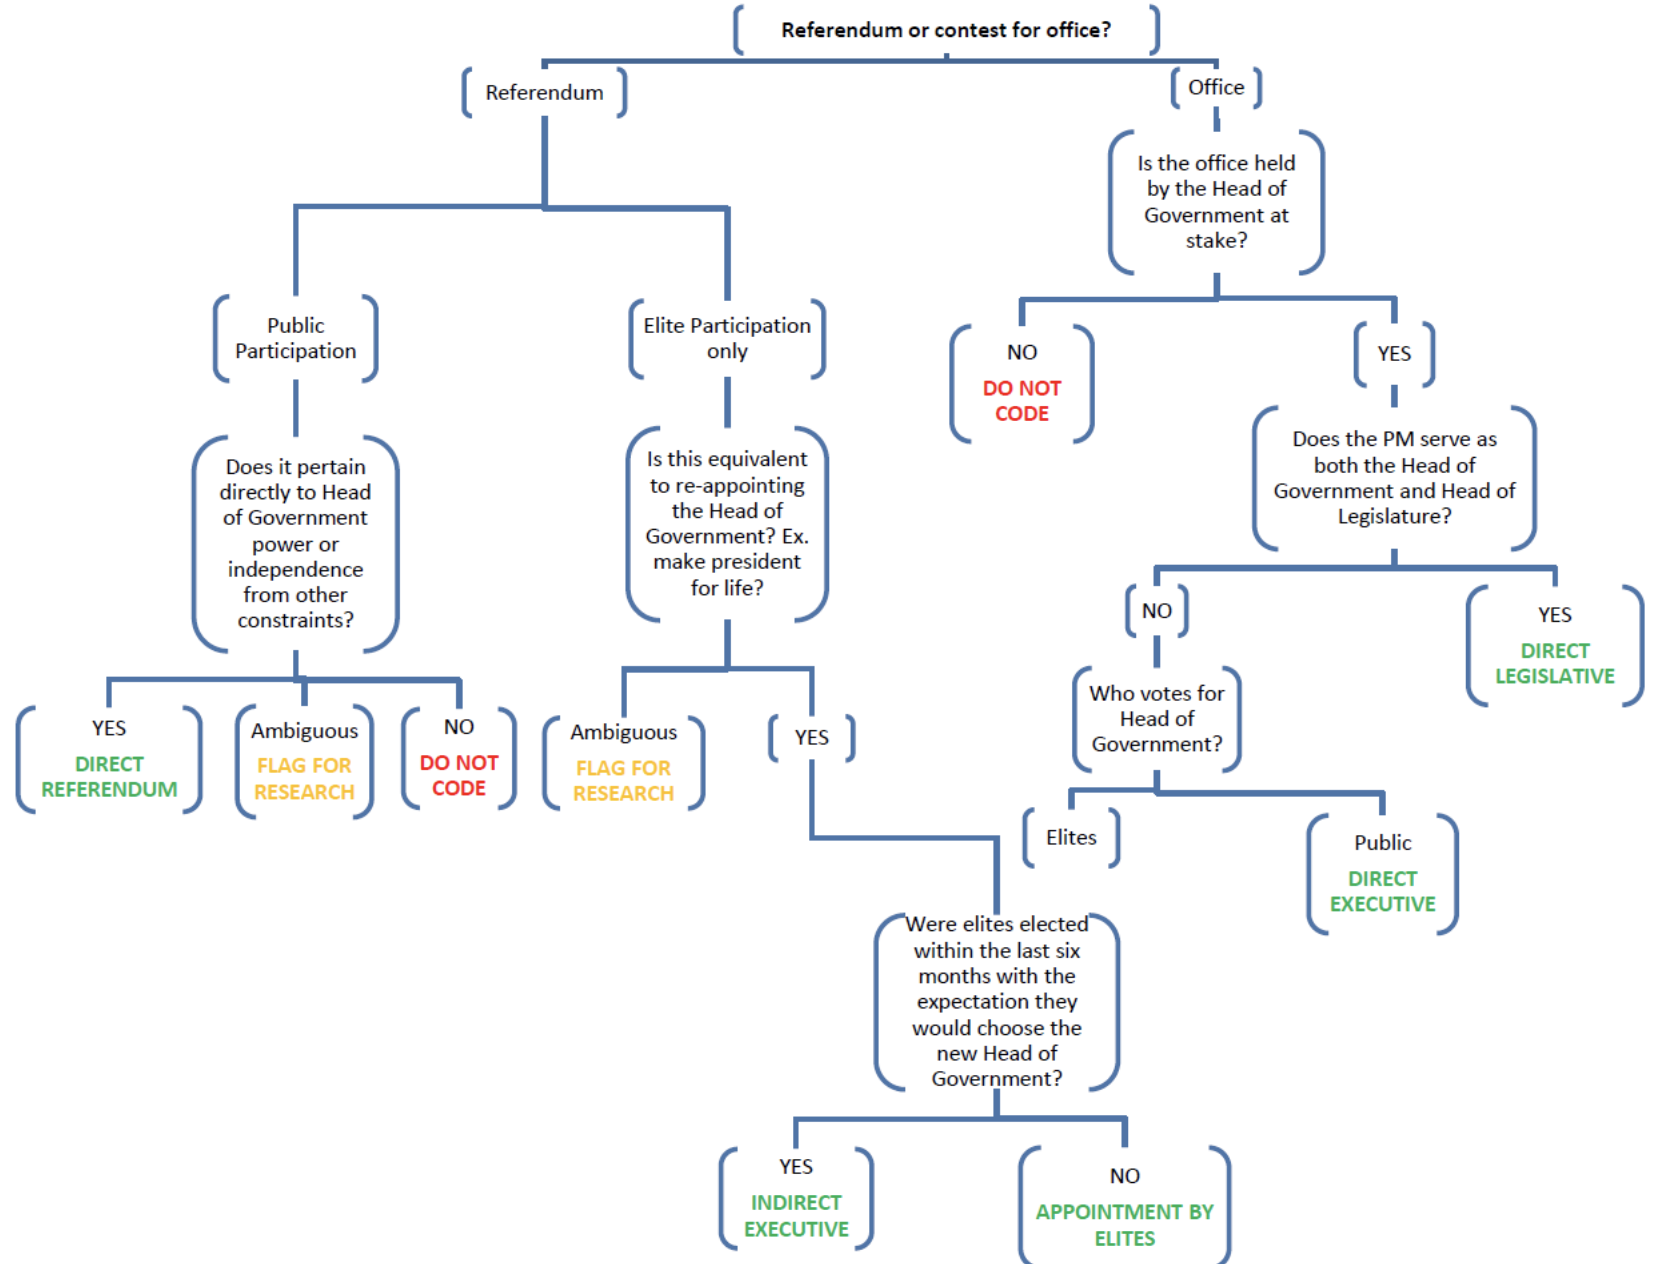 Referendum or contest for office?
Referendum
Office
Is the office held
by the Head of
Government at
stake?
Public
Participation
Elite Participation
only
NO
DO NOT
CODE
YES
Does it pertain
directly to Head
of Government
power or
independence
from other
constraints?
Is this equivalent
to re-appointing
the Head of
Government? Ex.
make president
for life?
Does the PM serve as
both the Head of
Government and Head of
Legislature?
NO
YES
DIRECT
LEGISLATIVE
Who votes for
Head of
Government?
YES
DIRECT
REFERENDUM
Ambiguous
FLAG FOR
RESEARCH
NO
DO NOT
CODE
Ambiguous
FLAG FOR
RESEARCH
YES
Elites
Public
DIRECT
EXECUTIVE
Were elites elected
within the last six
months with the
expectation they
would choose the
new Head of
Government?
YES
INDIRECT
EXECUTIVE
NO
APPOINTMENT BY
ELITES